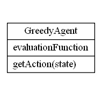 GreedyAgent
evaluationFunction
getAction(state)